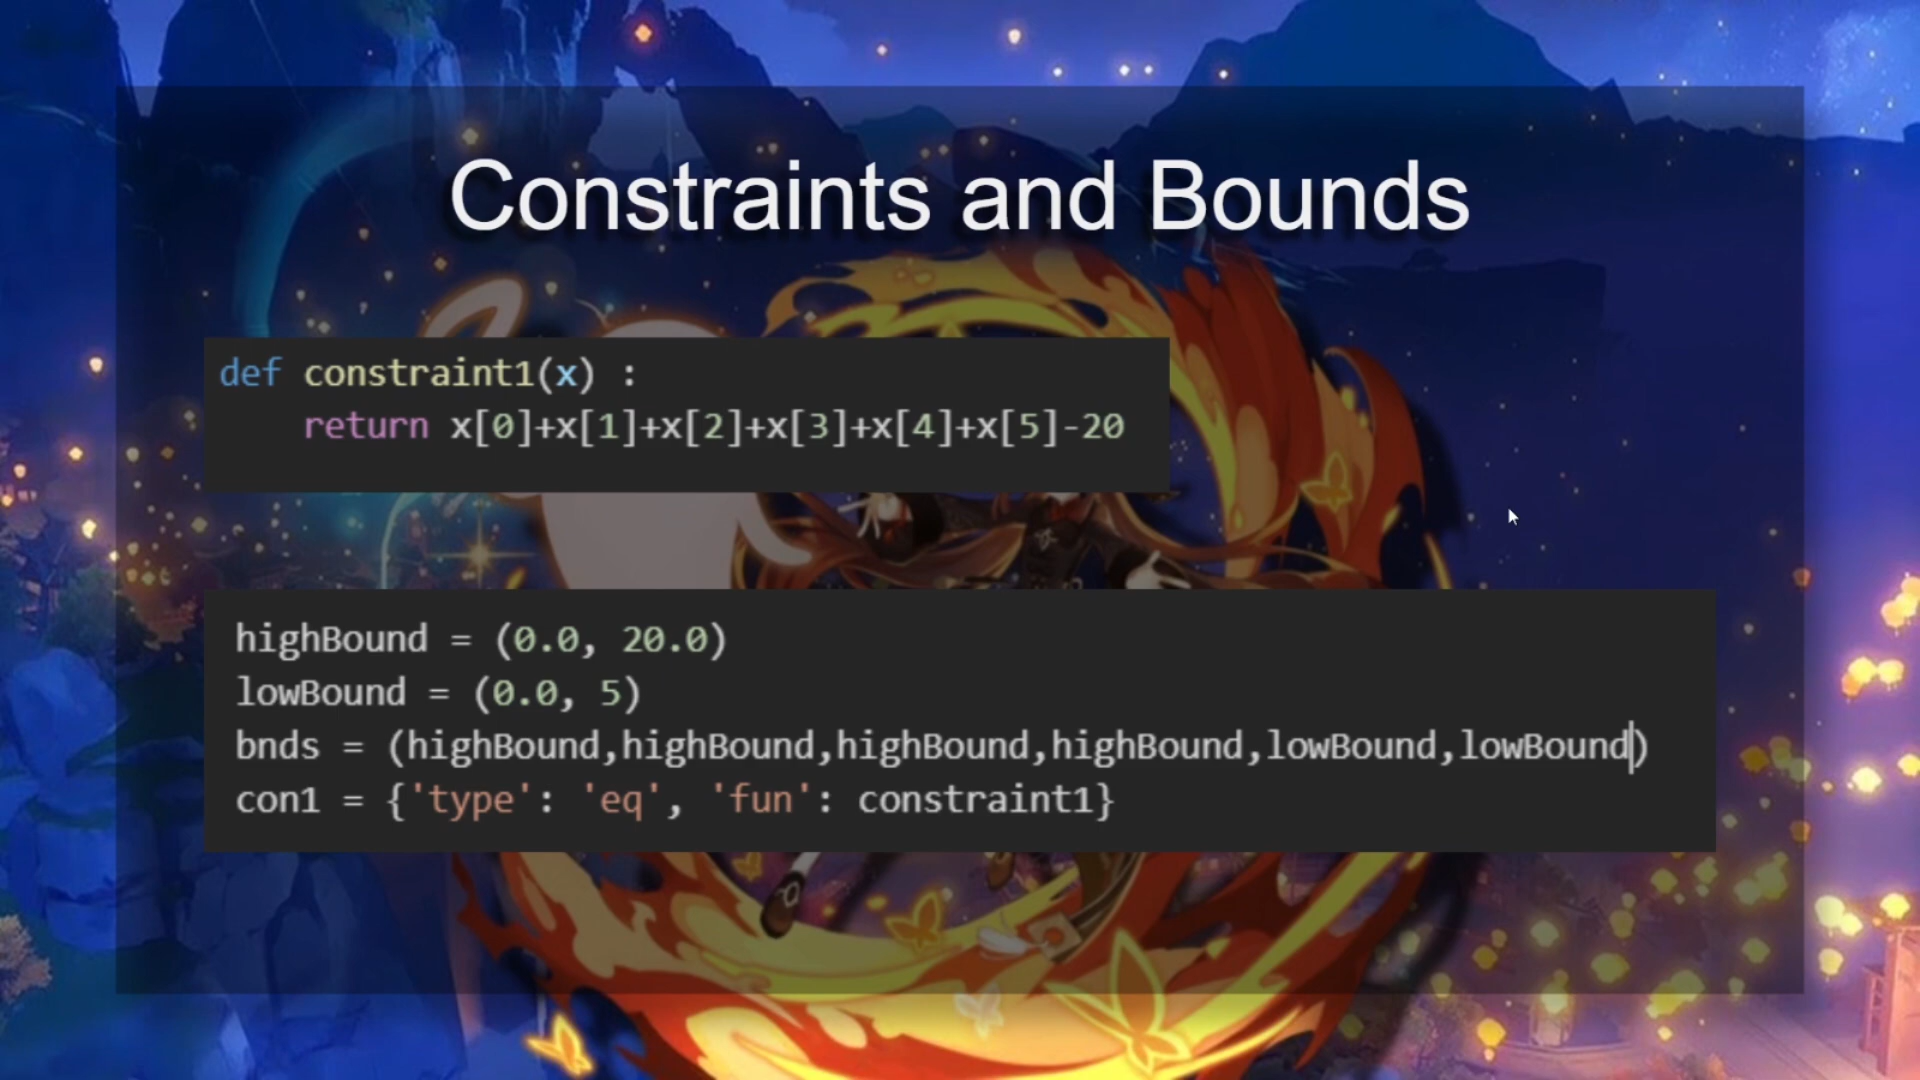 Constraints and Bounds
def constraint1(x) :
return x[0]+x[1]+x[2]+x[3]+x[4]+x[5]-20
highBound = (0.0, 20.0)
lowBound = (0.0, 5)
bnds = (highBound,highBound,highBound,highBound,lowBound,lowBound)
con1 = {'type': 'eq', 'fun': constraint1}